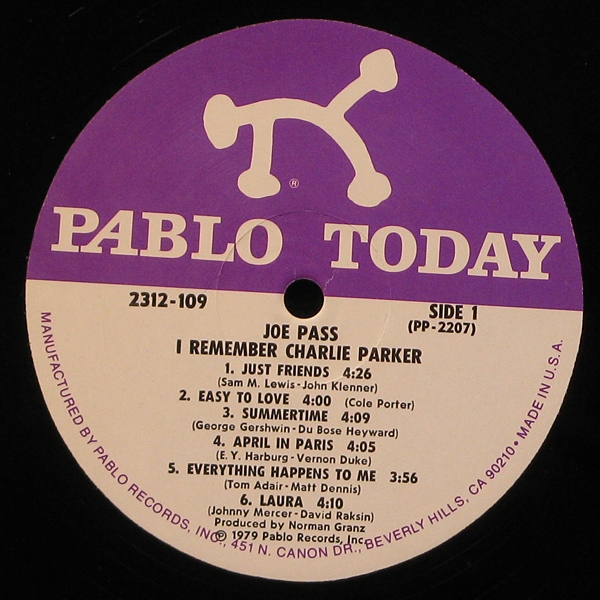 ®
PABLO TODAY
2312-109
SIDE 1
(PP-2207)
JOE PASS
I REMEMBER CHARLIE PARKER
1. JUST FRIENDS 4:26
(Sam M. Lewis-John Klenner)
2. EASY TO LOVE 4:00 (Cole Porter)
3. SUMMERTIME 4:09
(George Gershwin-Du Bose Heyward)
4. APRIL IN PARIS 4:05
(E. Y. Harburg-Vernon Duke)
5. EVERYTHING HAPPENS TO ME 3:56
(Tom Adair-Matt Dennis)
6. LAURA 4:10
(Johnny Mercer-David Raksin)
Produced by Norman Granz
℗ 1979 Pablo Records, Inc.
MANUFACTURED BY PABLO RECORDS, INC., 451 N. CANON DR., BEVERLY HILLS, CA 90210 • MADE IN U.S.A.